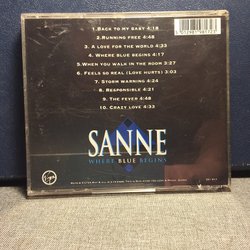 1.BACK TO MY BABY 4:18
2.RUNNING FREE 4:48
3. A LOVE FOR THE WORLD 4:33
4. WHERE BLUE BEGINS 4:17
5.WHEN YOU WALK IN THE ROOM 3:27
6.FEELS SO REAL (LOVE HURTS) 4:03
7.STORM WARNING 4:24
8. RESPONSIBLE 4:21
9. THE FEVER 4:48
10. CRAZY LOVE 4:23
SANNE
WHERE BLUE BEGINS
Virgin